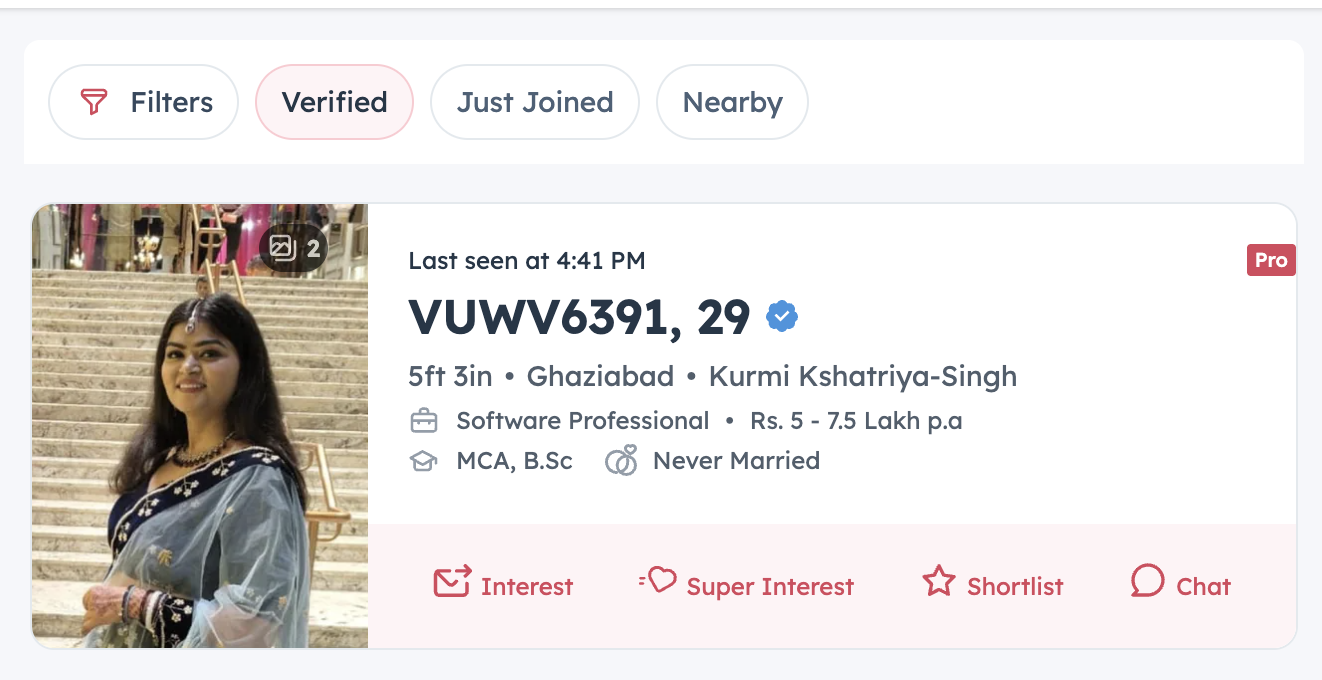 Filters Verified Just Joined Nearby
2
Last seen at 4:41 PM
Pro
VUWV6391, 29
5ft 3in • Ghaziabad • Kurmi Kshatriya-Singh
Software Professional • Rs. 5 - 7.5 Lakh p.a
MCA, B.Sc Never Married
Interest Super Interest Shortlist Chat